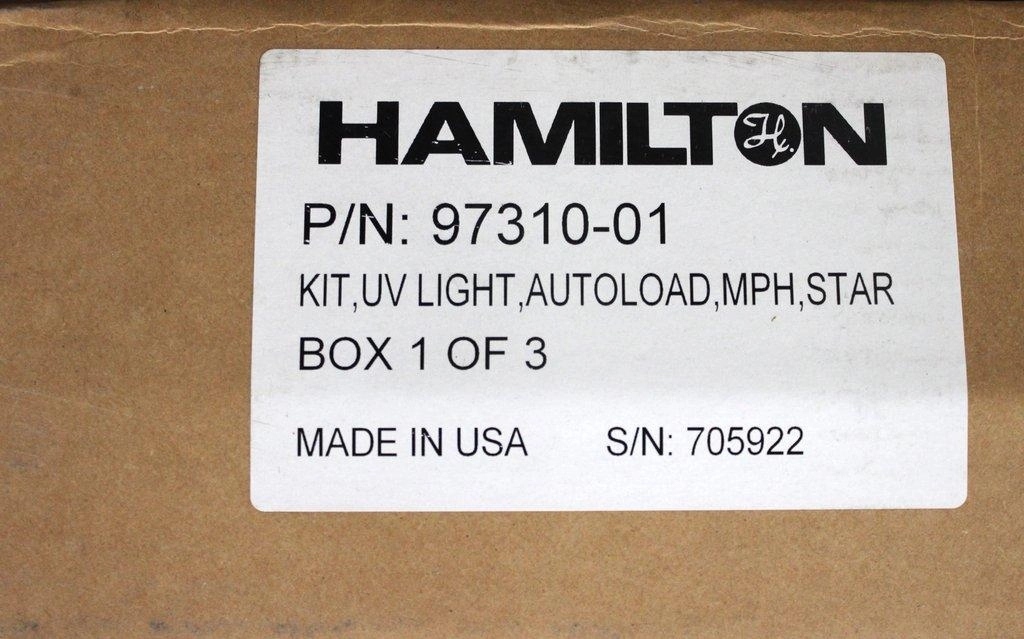 HAMILTON
P/N: 97310-01
KIT,UV LIGHT,AUTOLOAD,MPH,STAR
BOX 1 OF 3
MADE IN USA S/N: 705922